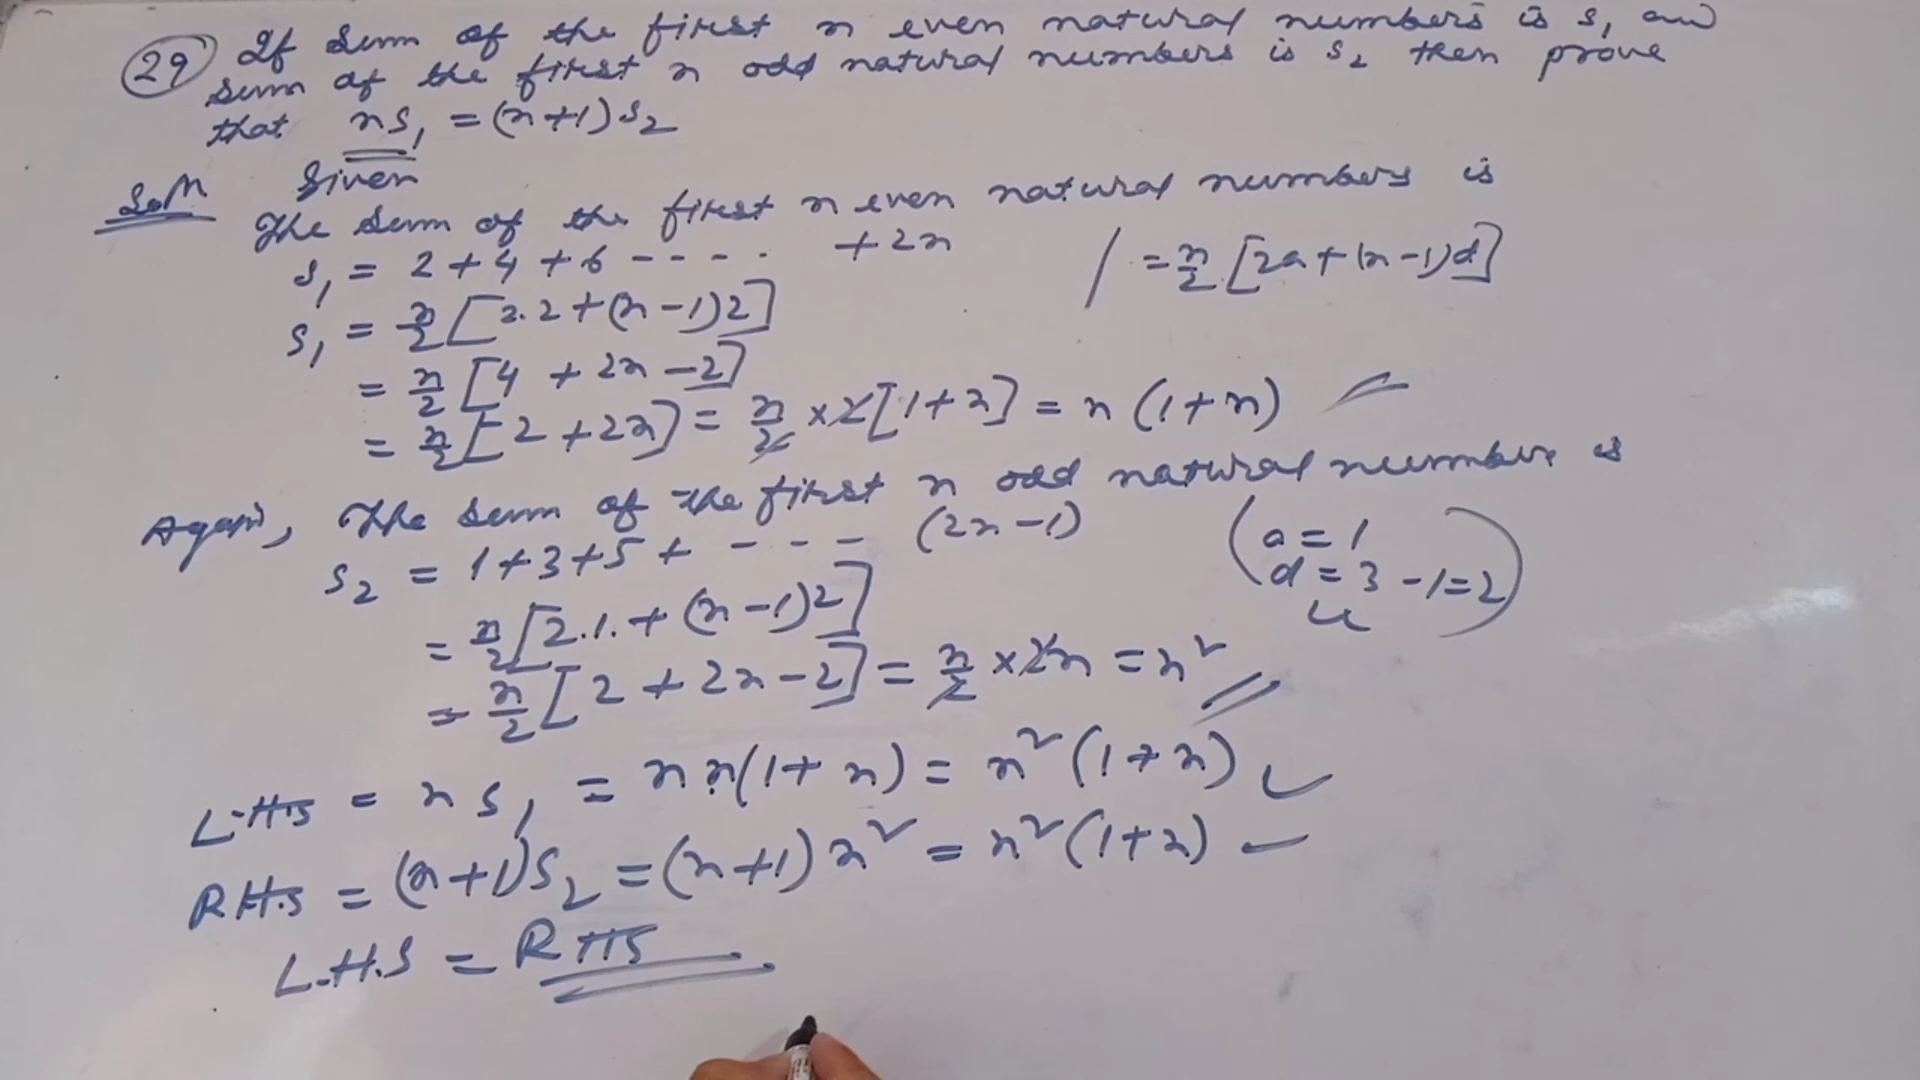 29 If sum of the first n even natural numbers is s₁ and
sum of the first n odd natural numbers is s₂ then prove
that ns₁ = (n+1)s₂
Soln Given
The sum of the first n even natural numbers is
s₁ = 2+4+6 ---- +2n / = n/2 [2a+(n-1)d]
s₁ = n/2 [2.2+(n-1)2]
= n/2 [4 + 2n -2]
= n/2 [2+2n] = n/2 × 2[1+n] = n (1+n)
Again, The sum of the first n odd natural number is
s₂ = 1+3+5+ --- (2n-1) (a=1
d=3-1=2)
= n/2 [2.1.+ (n-1)2]
= n/2 [2+2n-2] = n/2 × 2n = n²
L.H.S = n s₁ = n n(1+n) = n² (1+n)
R.H.S = (n+1)S₂ = (n+1) n² = n² (1+n)
L.H.S = RHS